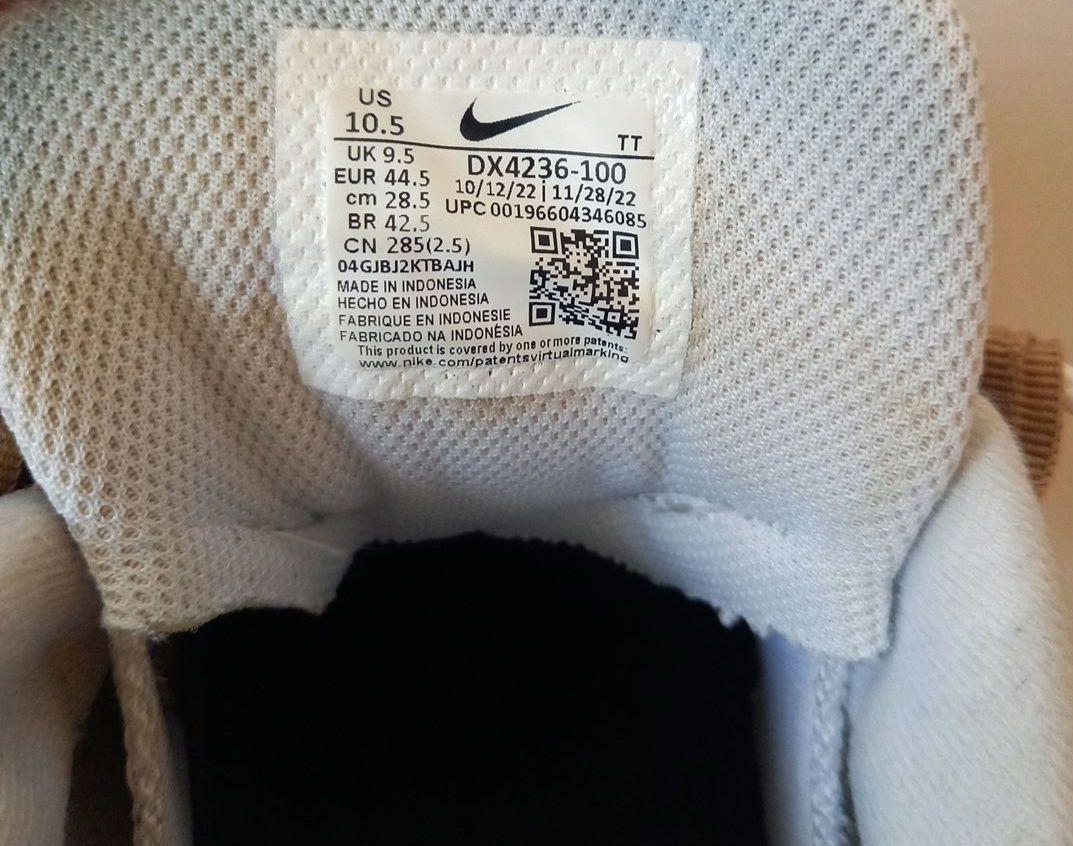 US
10.5
TT
UK 9.5
DX4236-100
EUR 44.5
10/12/22 | 11/28/22
cm 28.5
UPC 00196604346085
BR 42.5
CN 285(2.5)
04GJBJ2KTBAJH
MADE IN INDONESIA
HECHO EN INDONESIA
FABRIQUE EN INDONESIE
FABRICADO NA INDONÉSIA
This product is covered by one or more patents:
www.nike.com/patentsvirtualmarking